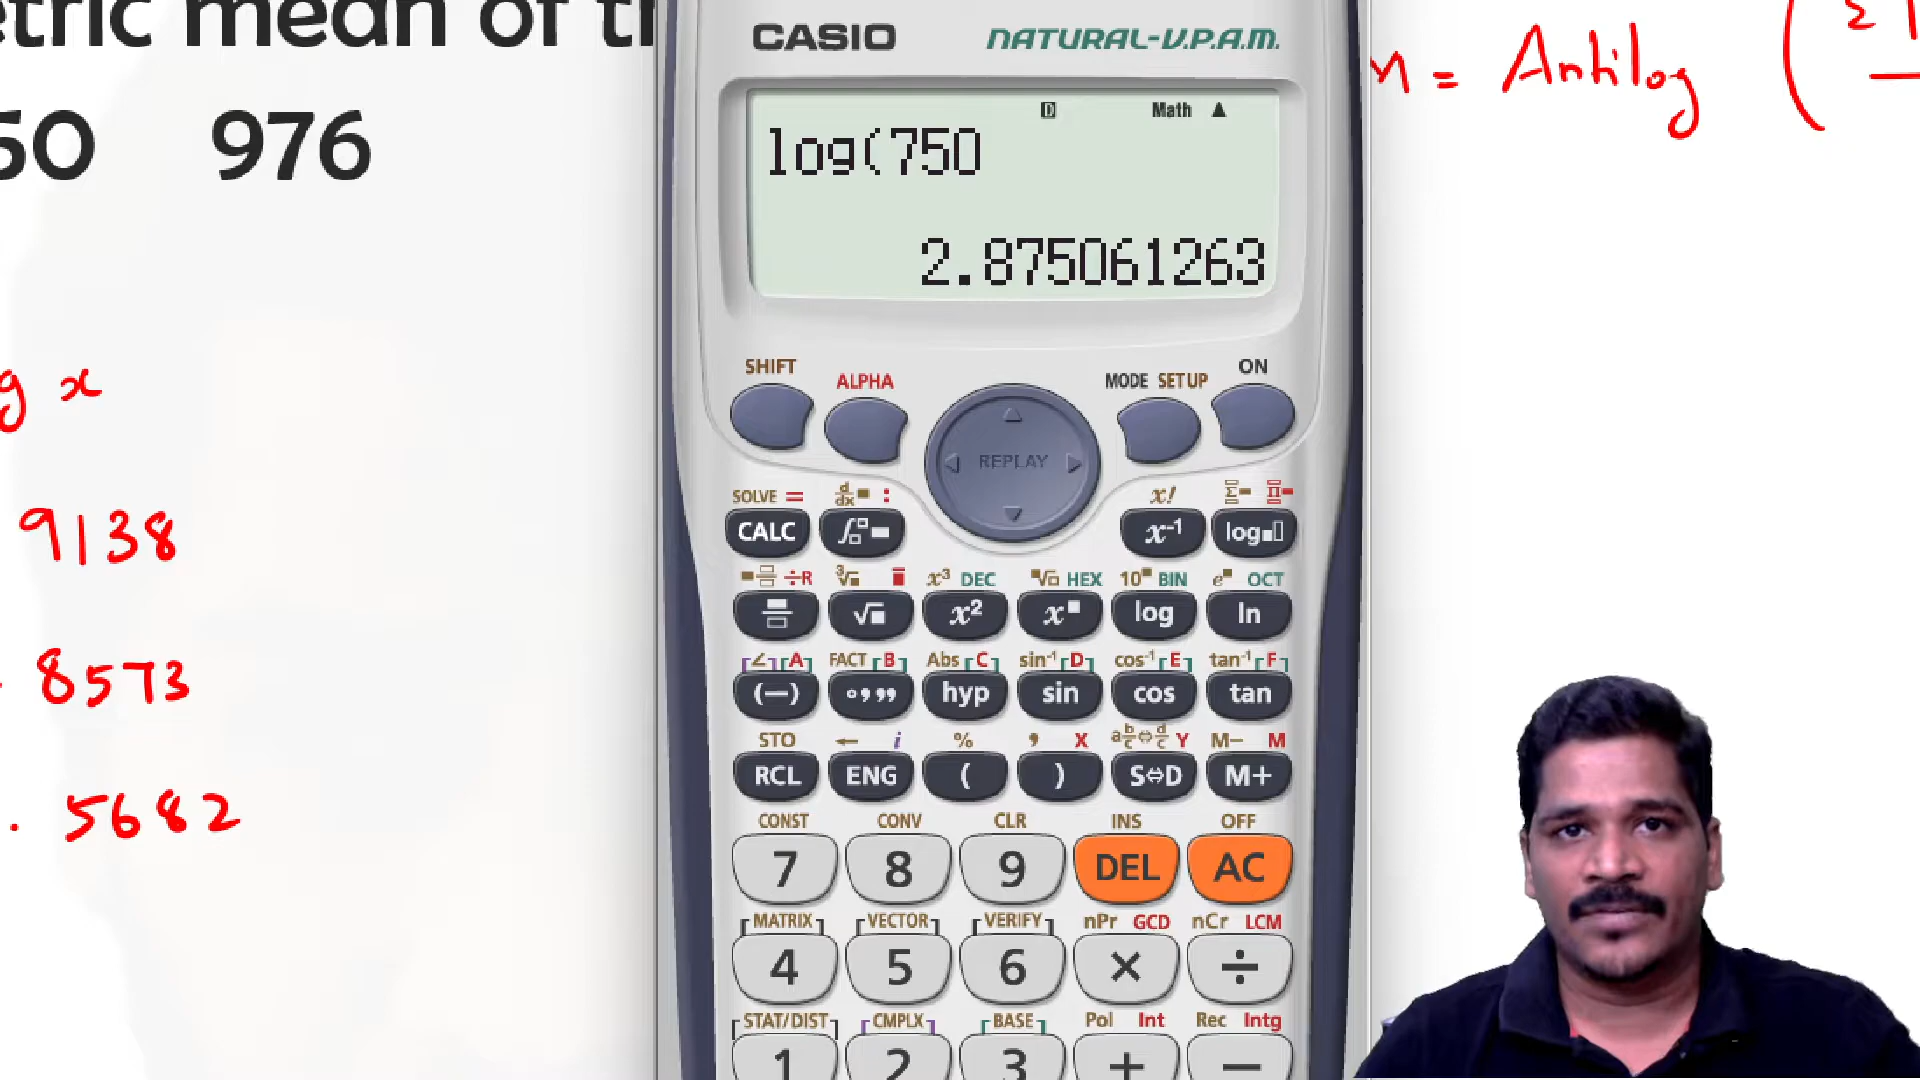 etric mean of t
50 976
g x
9138
8573
. 5682
n = Antilog ( Σ
CASIO NATURAL-V.P.A.M.
D Math ▲
log(750
2.875061263
SHIFT ALPHA MODE SETUP ON
REPLAY
SOLVE = d/dx : x! Σ Π
CALC ∫ x⁻¹ log
÷R ∛ x³ DEC √ HEX 10 BIN e OCT
√ x² x log ln
∠ A FACT B Abs C sin⁻¹ D cos⁻¹ E tan⁻¹ F
(−) °,,, hyp sin cos tan
STO ← i % , X a b/c⇔d/c Y M− M
RCL ENG ( ) S⇔D M+
CONST CONV CLR INS OFF
7 8 9 DEL AC
MATRIX VECTOR VERIFY nPr GCD nCr LCM
4 5 6 × ÷
STAT/DIST CMPLX BASE Pol Int Rec Intg
1 2 3 + −